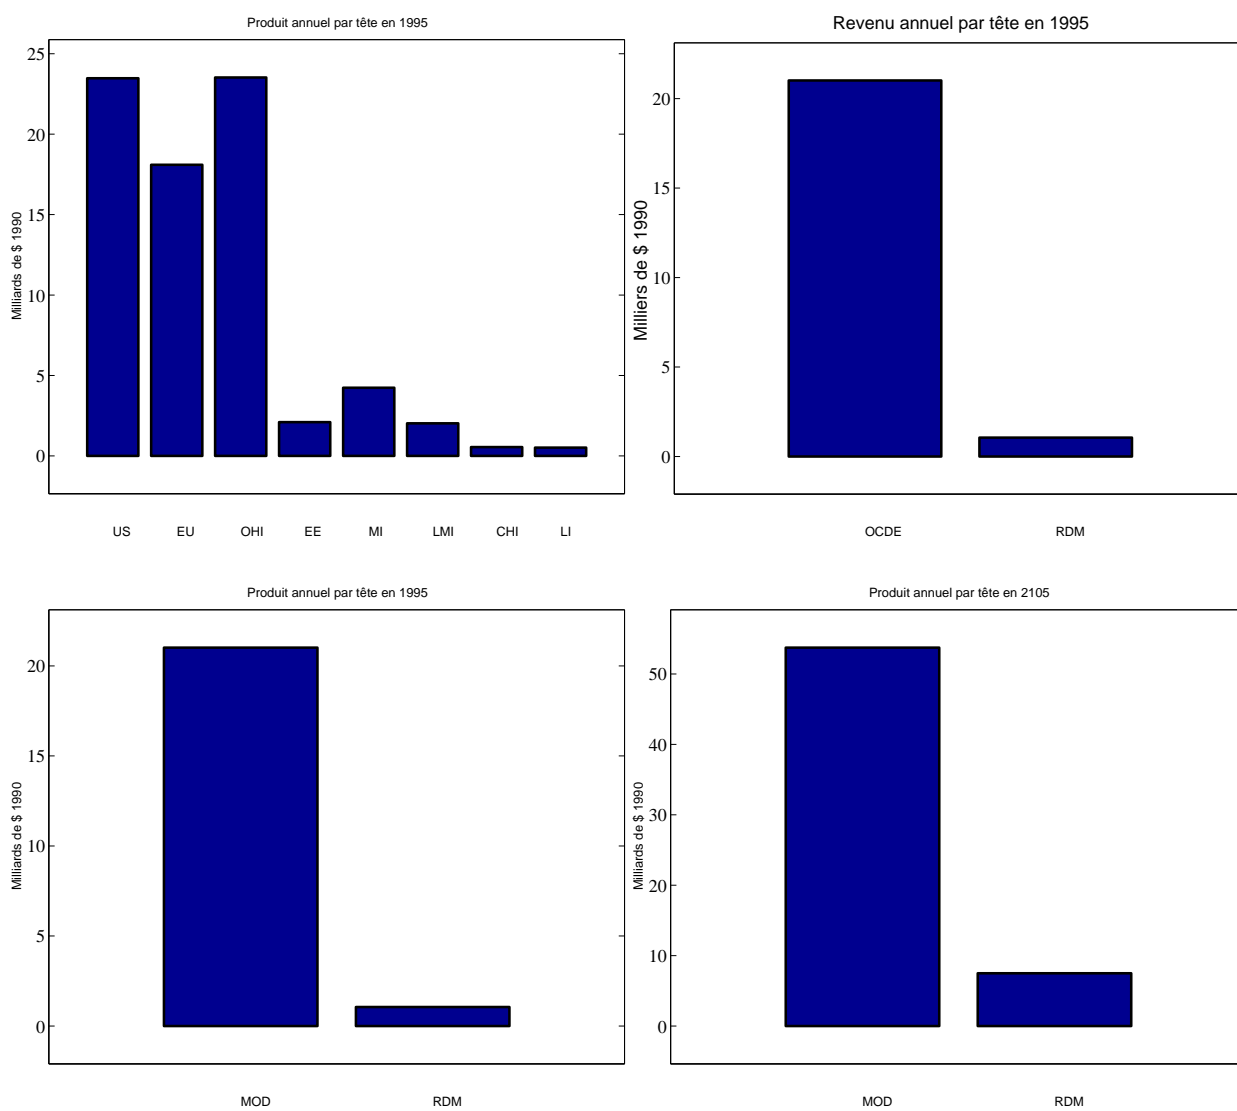 Produit annuel par tête en 1995
Milliards de $ 1990
25
20
15
10
5
0
US EU OHI EE MI LMI CHI LI
Revenu annuel par tête en 1995
Milliers de $ 1990
20
15
10
5
0
OCDE RDM
Produit annuel par tête en 1995
Milliards de $ 1990
20
15
10
5
0
MOD RDM
Produit annuel par tête en 2105
Milliards de $ 1990
50
40
30
20
10
0
MOD RDM